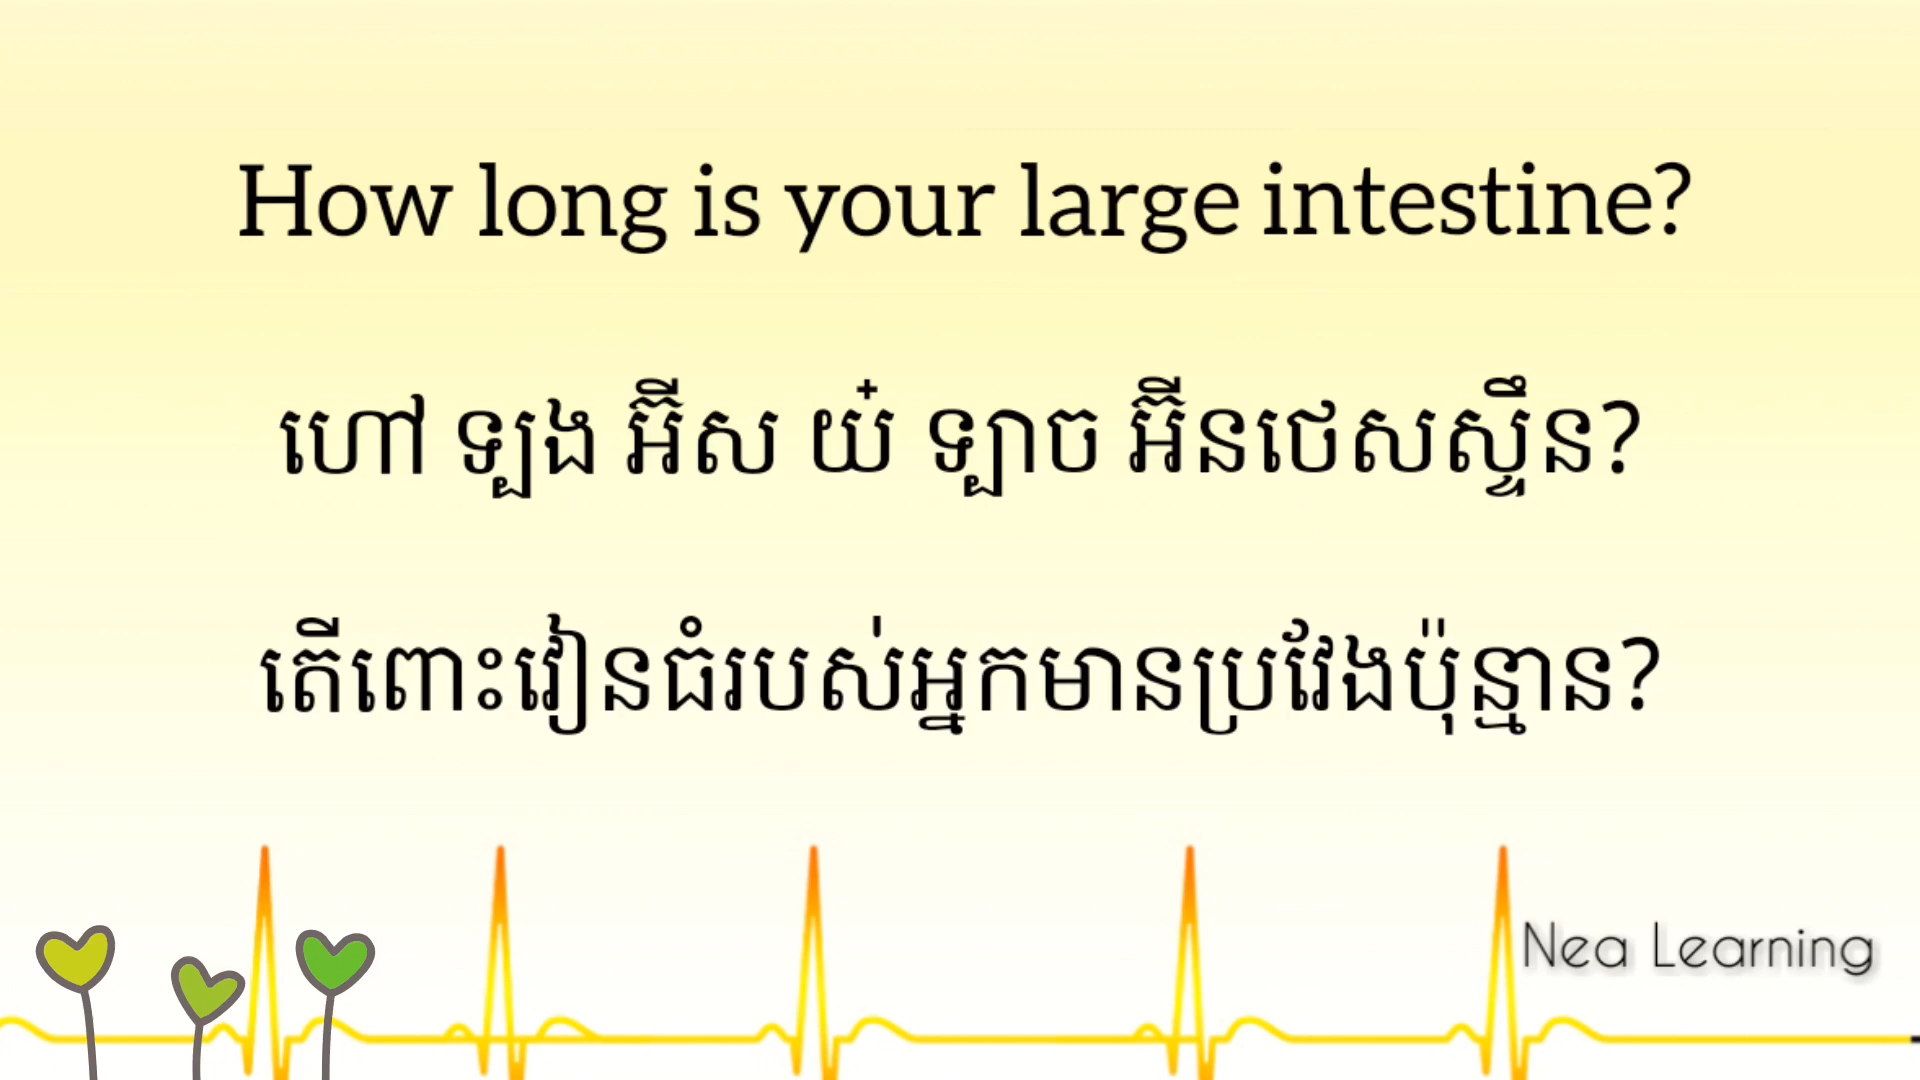 How long is your large intestine?
ហៅ ឡុង អ៊ីស យ៎ ឡាច អ៊ីនថេសស្ទឹន?
តើពោះវៀនធំរបស់អ្នកមានប្រវែងប៉ុន្មាន?
Nea Learning